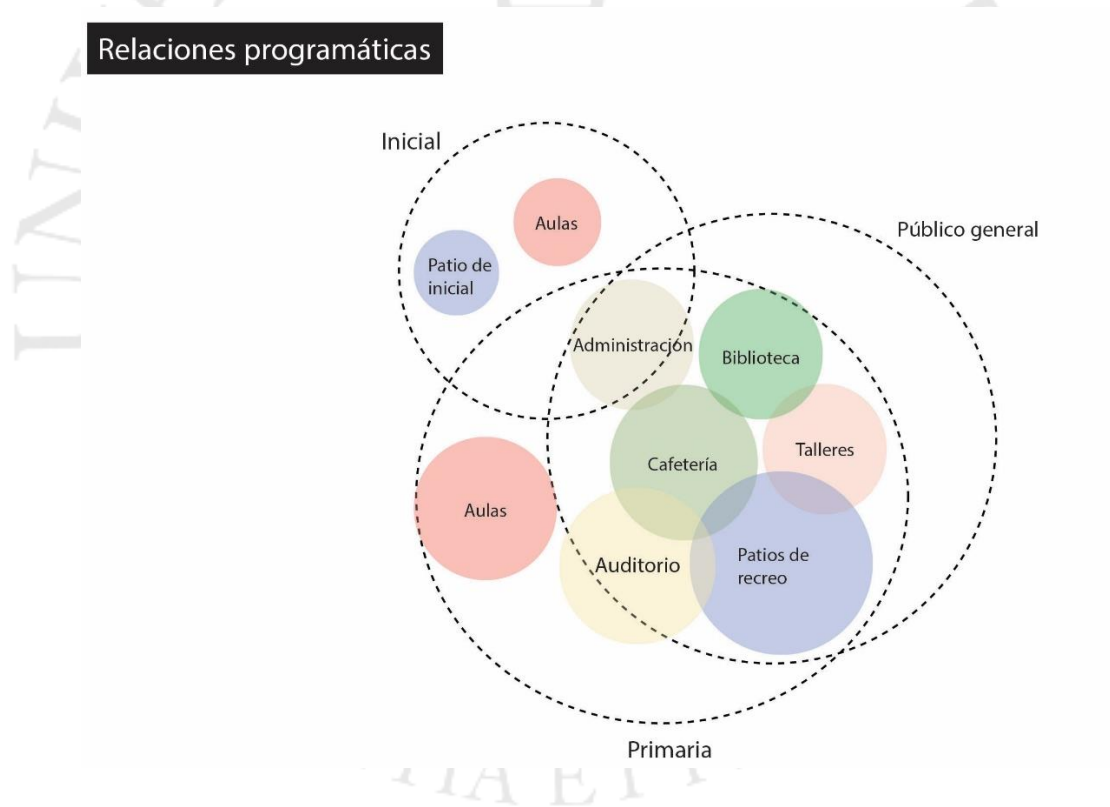 Relaciones programáticas
Inicial
Aulas
Público general
Patio de
inicial
Administración
Biblioteca
Talleres
Cafetería
Aulas
Auditorio
Patios de
recreo
Primaria